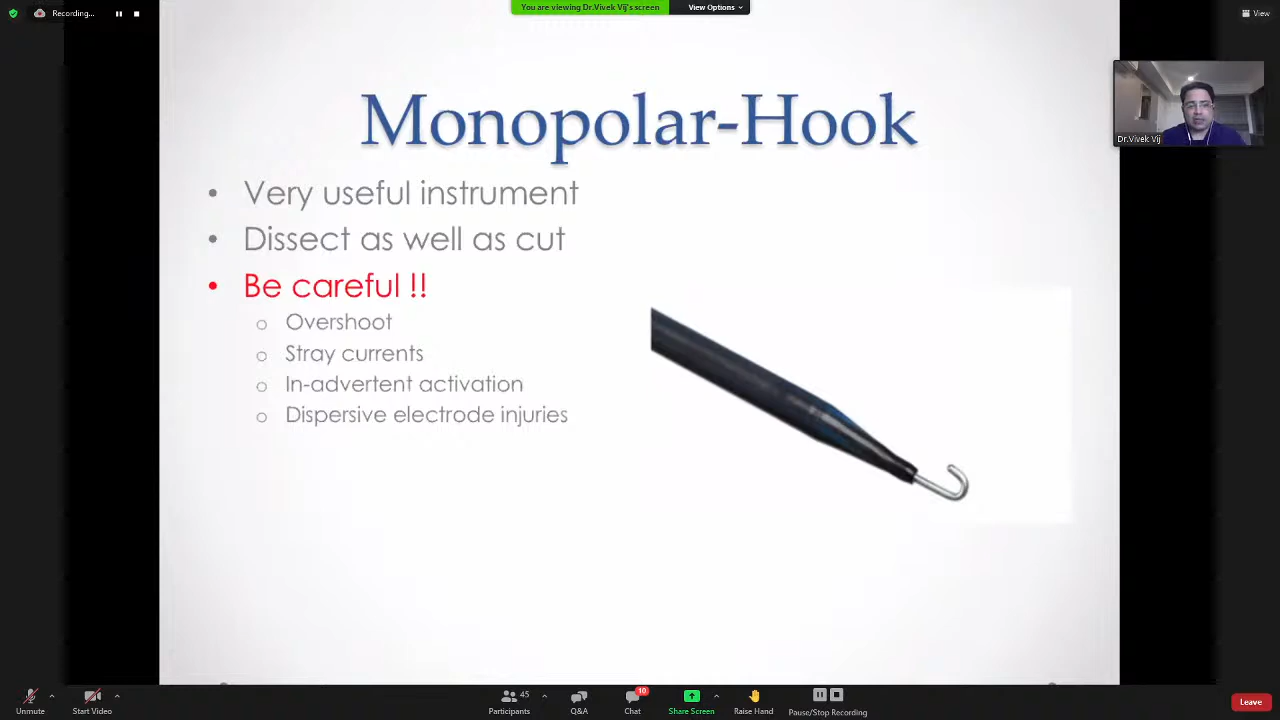 Recording...
You are viewing Dr.Vivek Vij's screen
View Options
View
Monopolar-Hook
• Very useful instrument
• Dissect as well as cut
• Be careful !!
o Overshoot
o Stray currents
o In-advertent activation
o Dispersive electrode injuries
Dr.Vivek Vij
Unmute
Start Video
45
Participants
Q&A
10
Chat
Share Screen
Raise Hand
Pause/Stop Recording
Leave